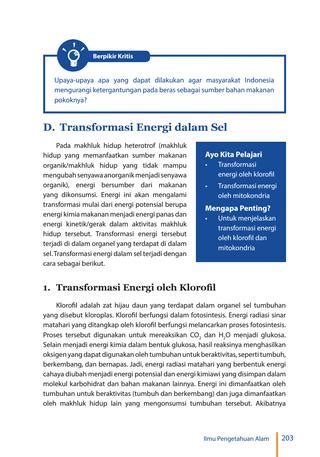 Berpikir Kritis
Upaya-upaya apa yang dapat dilakukan agar masyarakat Indonesia
mengurangi ketergantungan pada beras sebagai sumber bahan makanan
pokoknya?
D. Transformasi Energi dalam Sel
Pada makhluk hidup heterotrof (makhluk
hidup yang memanfaatkan sumber makanan
organik/makhluk hidup yang tidak mampu
mengubah senyawa anorganik menjadi senyawa
organik), energi bersumber dari makanan
yang dikonsumsi. Energi ini akan mengalami
transformasi mulai dari energi potensial berupa
energi kimia makanan menjadi energi panas dan
energi kinetik/gerak dalam aktivitas makhluk
hidup tersebut. Transformasi energi tersebut
terjadi di dalam organel yang terdapat di dalam
sel. Transformasi energi dalam sel terjadi dengan
cara sebagai berikut.
Ayo Kita Pelajari
• Transformasi
energi oleh klorofil
• Transformasi energi
oleh mitokondria
Mengapa Penting?
• Untuk menjelaskan
transformasi energi
oleh klorofil dan
mitokondria
1. Transformasi Energi oleh Klorofil
Klorofil adalah zat hijau daun yang terdapat dalam organel sel tumbuhan
yang disebut kloroplas. Klorofil berfungsi dalam fotosintesis. Energi radiasi sinar
matahari yang ditangkap oleh klorofil berfungsi melancarkan proses fotosintesis.
Proses tersebut digunakan untuk mereaksikan CO₂ dan H₂O menjadi glukosa.
Selain menjadi energi kimia dalam bentuk glukosa, hasil reaksinya menghasilkan
oksigen yang dapat digunakan oleh tumbuhan untuk beraktivitas, seperti tumbuh,
berkembang, dan bernapas. Jadi, energi radiasi matahari yang berbentuk energi
cahaya diubah menjadi energi potensial dan energi kimiawi yang disimpan dalam
molekul karbohidrat dan bahan makanan lainnya. Energi ini dimanfaatkan oleh
tumbuhan untuk beraktivitas (tumbuh dan berkembang) dan juga dimanfaatkan
oleh makhluk hidup lain yang mengonsumsi tumbuhan tersebut. Akibatnya
Ilmu Pengetahuan Alam 203